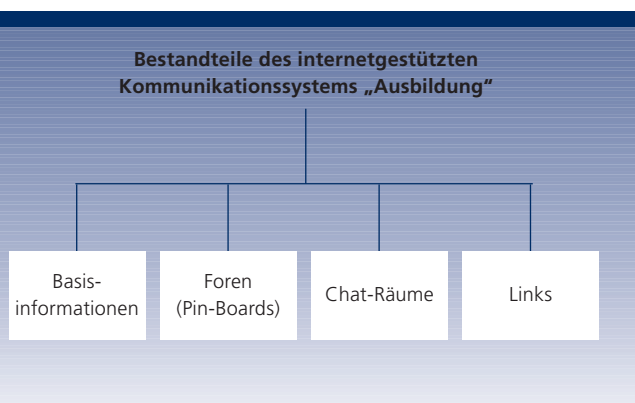 Bestandteile des internetgestützten
Kommunikationssystems „Ausbildung“
Basis-
informationen
Foren
(Pin-Boards)
Chat-Räume
Links